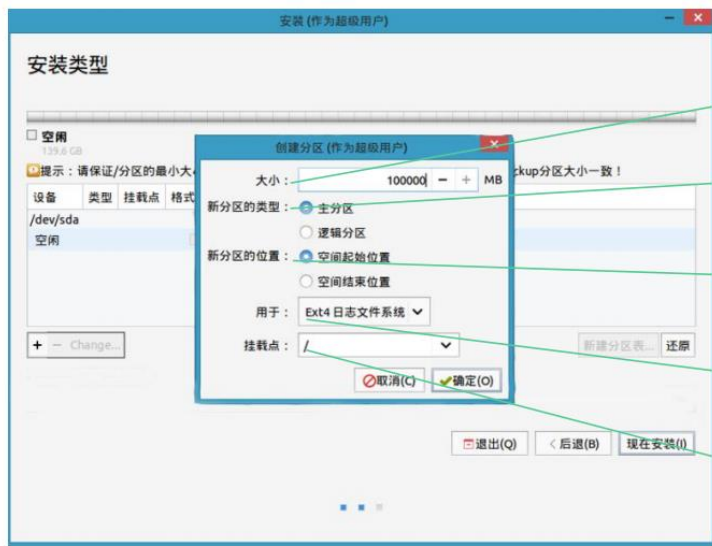 安装 (作为超级用户)
安装类型
空闲
139.6 GB
创建分区 (作为超级用户)
提示：请保证/分区的最小大
ckup分区大小一致！
大小： 100000 − + MB
设备 类型 挂载点 格式
新分区的类型： 主分区
/dev/sda
逻辑分区
空闲
新分区的位置： 空间起始位置
空间结束位置
用于： Ext4 日志文件系统
+ − Change...
挂载点： /
新建分区表... 还原
取消(C) 确定(O)
退出(Q) 后退(B) 现在安装(I)